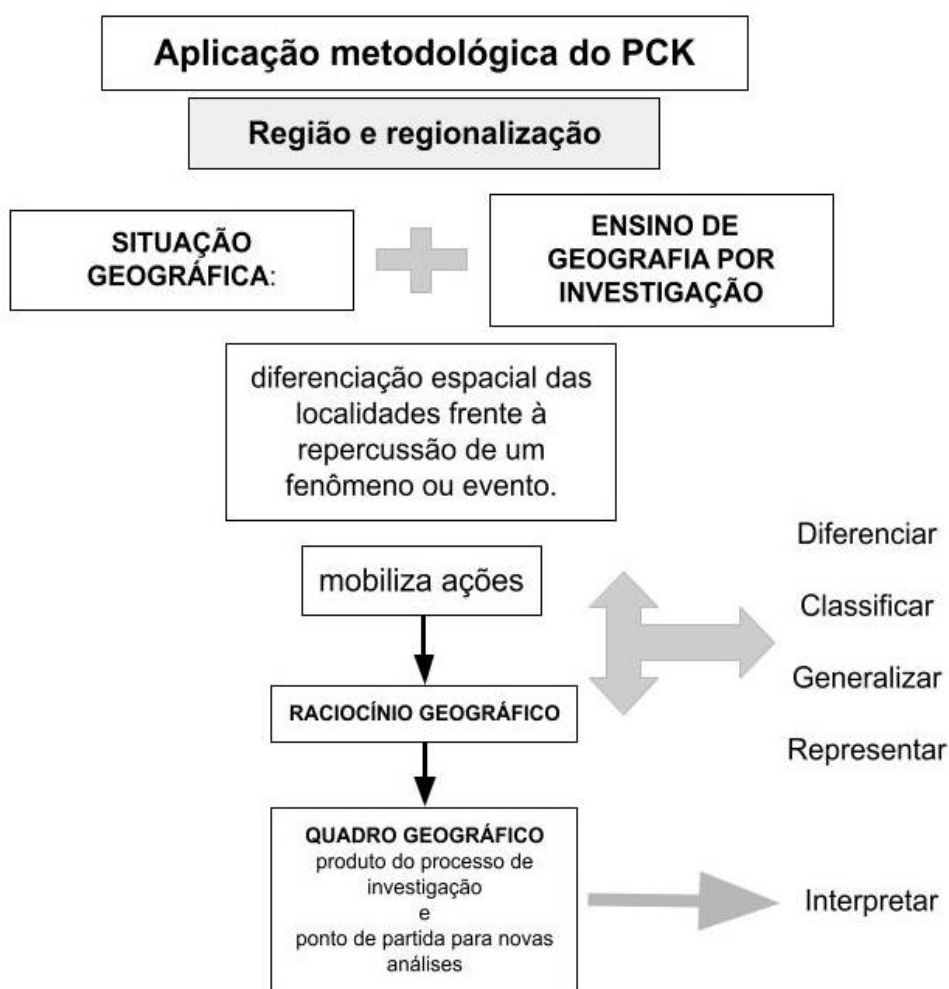 Aplicação metodológica do PCK
Região e regionalização
SITUAÇÃO
GEOGRÁFICA:
ENSINO DE
GEOGRAFIA POR
INVESTIGAÇÃO
diferenciação espacial das
localidades frente à
repercussão de um
fenômeno ou evento.
mobiliza ações
RACIOCÍNIO GEOGRÁFICO
Diferenciar
Classificar
Generalizar
Representar
QUADRO GEOGRÁFICO
produto do processo de
investigação
e
ponto de partida para novas
análises
Interpretar